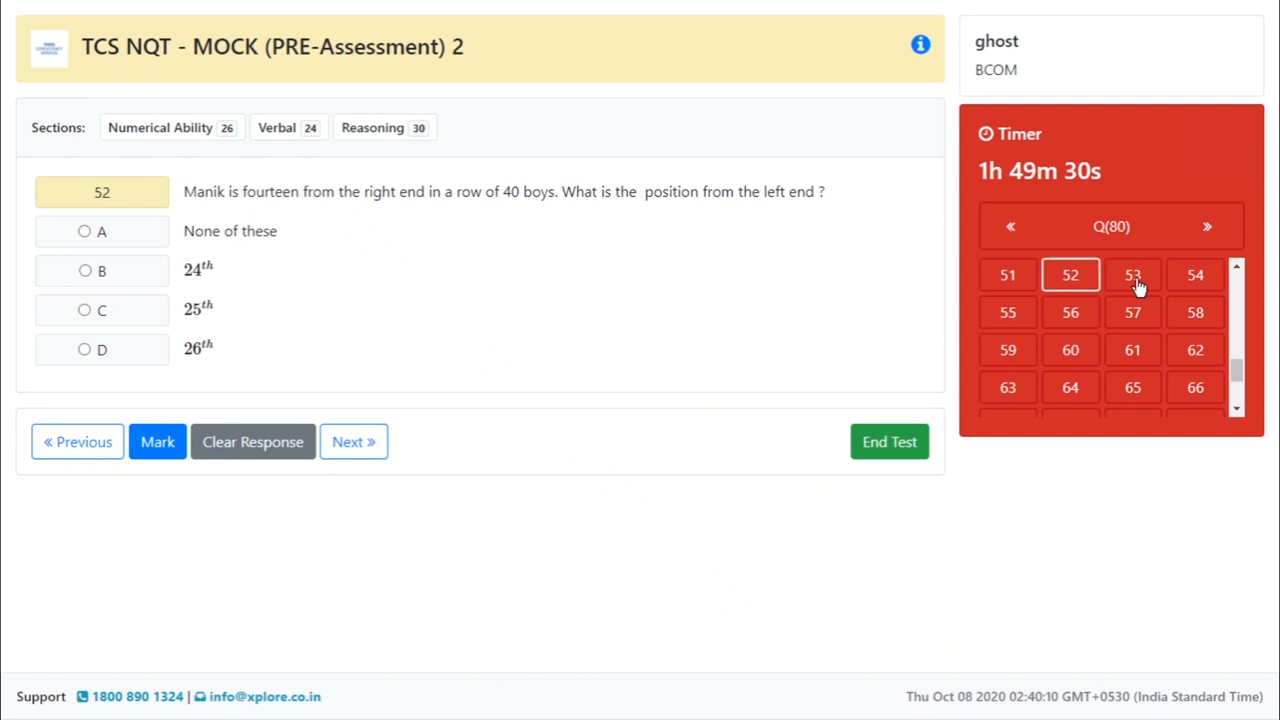 TCS NQT - MOCK (PRE-Assessment) 2
ghost
BCOM
Sections: Numerical Ability 26 Verbal 24 Reasoning 30
Timer
1h 49m 30s
« Q(80) »
51 52 53 54
55 56 57 58
59 60 61 62
63 64 65 66
52 Manik is fourteen from the right end in a row of 40 boys. What is the position from the left end ?
A None of these
B 24th
C 25th
D 26th
« Previous Mark Clear Response Next » End Test
Support 1800 890 1324 | info@xplore.co.in
Thu Oct 08 2020 02:40:10 GMT+0530 (India Standard Time)